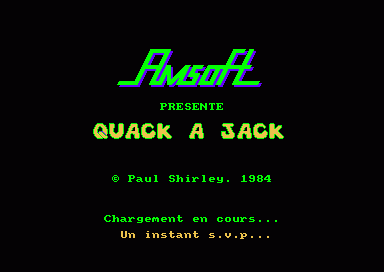 Amsoft
PRESENTE
QUACK A JACK
© Paul Shirley. 1984
Chargement en cours...
Un instant s.v.p...